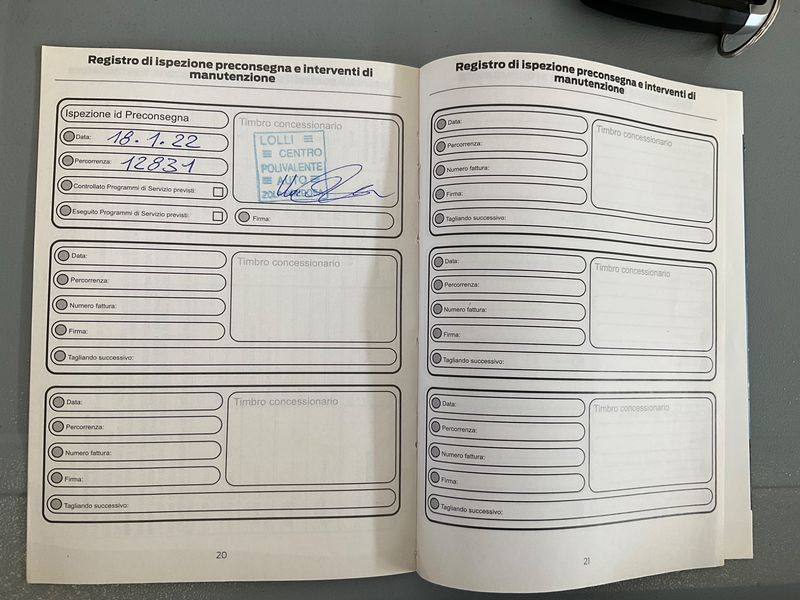 Registro di ispezione preconsegna e interventi di
manutenzione
Ispezione id Preconsegna
Data: 18.1.22
Percorrenza: 12831
Controllato Programmi di Servizio previsti:
Eseguito Programmi di Servizio previsti:
Timbro concessionario
LOLLI
CENTRO
POLIVALENTE
AUTO
Firma:
Data:
Percorrenza:
Numero fattura:
Firma:
Tagliando successivo:
Timbro concessionario
Data:
Percorrenza:
Numero fattura:
Firma:
Tagliando successivo:
Timbro concessionario
20
Registro di ispezione preconsegna e interventi di
manutenzione
Data:
Percorrenza:
Numero fattura:
Firma:
Tagliando successivo:
Timbro concessionario
Data:
Percorrenza:
Numero fattura:
Firma:
Tagliando successivo:
Timbro concessionario
Data:
Percorrenza:
Numero fattura:
Firma:
Tagliando successivo:
Timbro concessionario
21